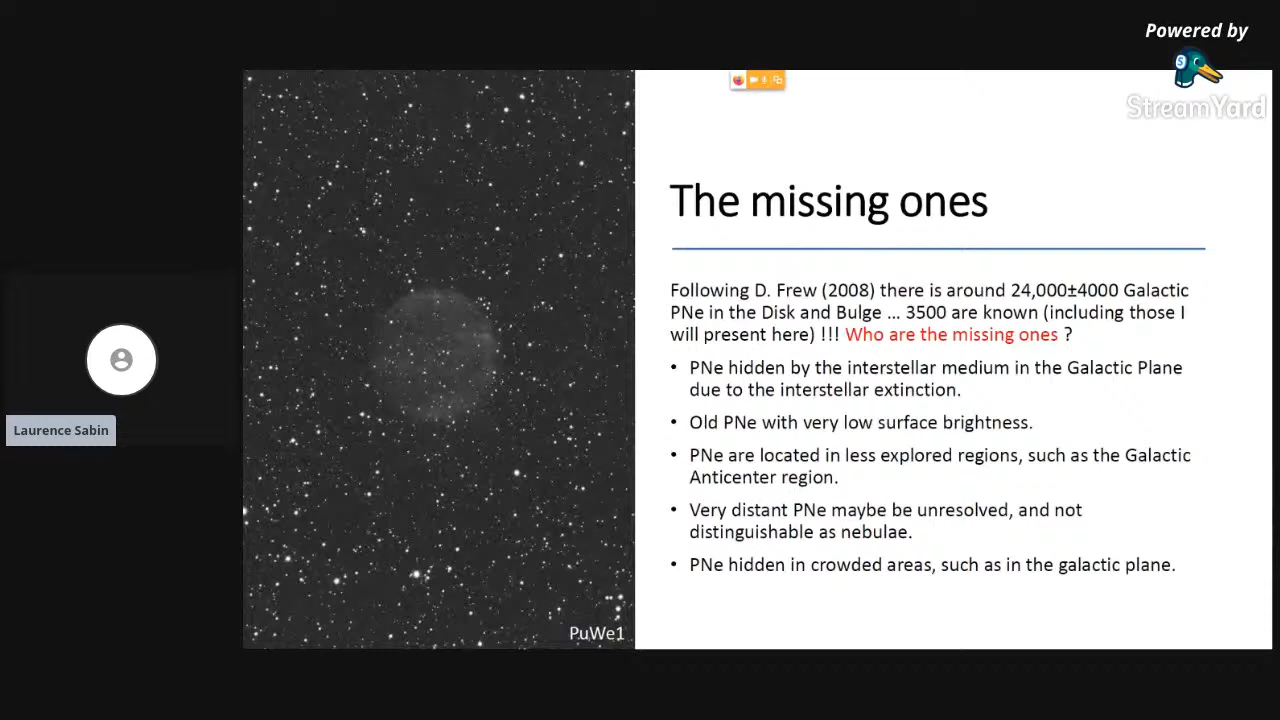 Powered by
StreamYard
The missing ones
Following D. Frew (2008) there is around 24,000±4000 Galactic
PNe in the Disk and Bulge ... 3500 are known (including those I
will present here) !!! Who are the missing ones ?
• PNe hidden by the interstellar medium in the Galactic Plane
due to the interstellar extinction.
• Old PNe with very low surface brightness.
• PNe are located in less explored regions, such as the Galactic
Anticenter region.
• Very distant PNe maybe be unresolved, and not
distinguishable as nebulae.
• PNe hidden in crowded areas, such as in the galactic plane.
PuWe1
Laurence Sabin